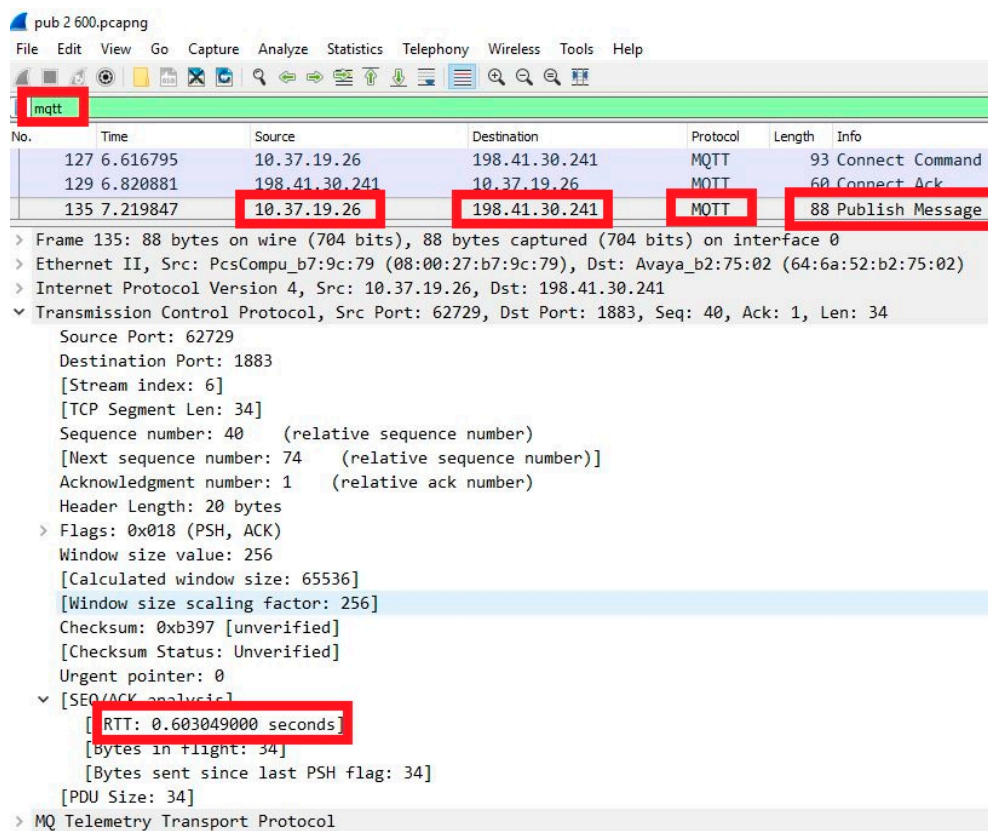 pub 2 600.pcapng
File Edit View Go Capture Analyze Statistics Telephony Wireless Tools Help
mqtt
No. Time Source Destination Protocol Length Info
127 6.616795 10.37.19.26 198.41.30.241 MQTT 93 Connect Command
129 6.820881 198.41.30.241 10.37.19.26 MQTT 60 Connect Ack
135 7.219847 10.37.19.26 198.41.30.241 MQTT 88 Publish Message
> Frame 135: 88 bytes on wire (704 bits), 88 bytes captured (704 bits) on interface 0
> Ethernet II, Src: PcsCompu_b7:9c:79 (08:00:27:b7:9c:79), Dst: Avaya_b2:75:02 (64:6a:52:b2:75:02)
> Internet Protocol Version 4, Src: 10.37.19.26, Dst: 198.41.30.241
Transmission Control Protocol, Src Port: 62729, Dst Port: 1883, Seq: 40, Ack: 1, Len: 34
Source Port: 62729
Destination Port: 1883
[Stream index: 6]
[TCP Segment Len: 34]
Sequence number: 40 (relative sequence number)
[Next sequence number: 74 (relative sequence number)]
Acknowledgment number: 1 (relative ack number)
Header Length: 20 bytes
> Flags: 0x018 (PSH, ACK)
Window size value: 256
[Calculated window size: 65536]
[Window size scaling factor: 256]
Checksum: 0xb397 [unverified]
[Checksum Status: Unverified]
Urgent pointer: 0
[SEQ/ACK analysis]
[ RTT: 0.603049000 seconds]
[Bytes in flight: 34]
[Bytes sent since last PSH flag: 34]
[PDU Size: 34]
> MQ Telemetry Transport Protocol